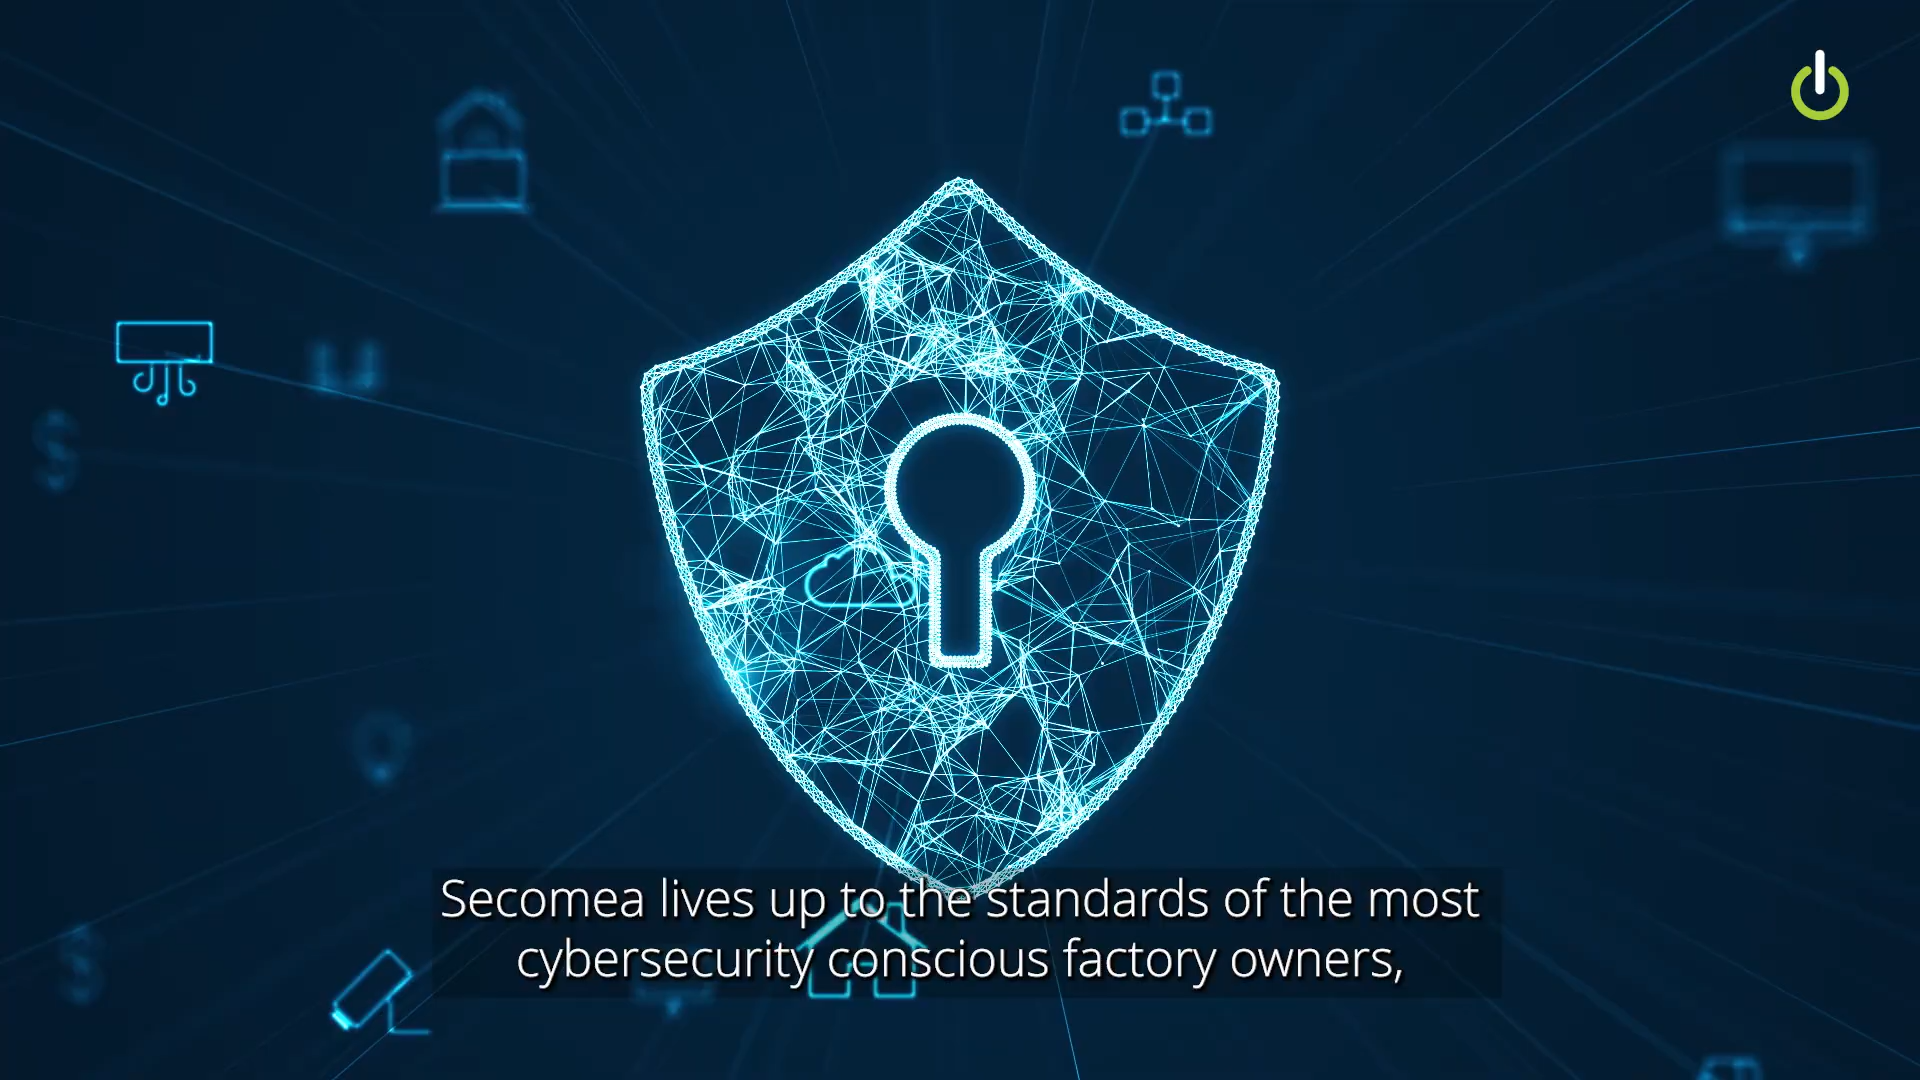 Secomea lives up to the standards of the most
cybersecurity conscious factory owners,